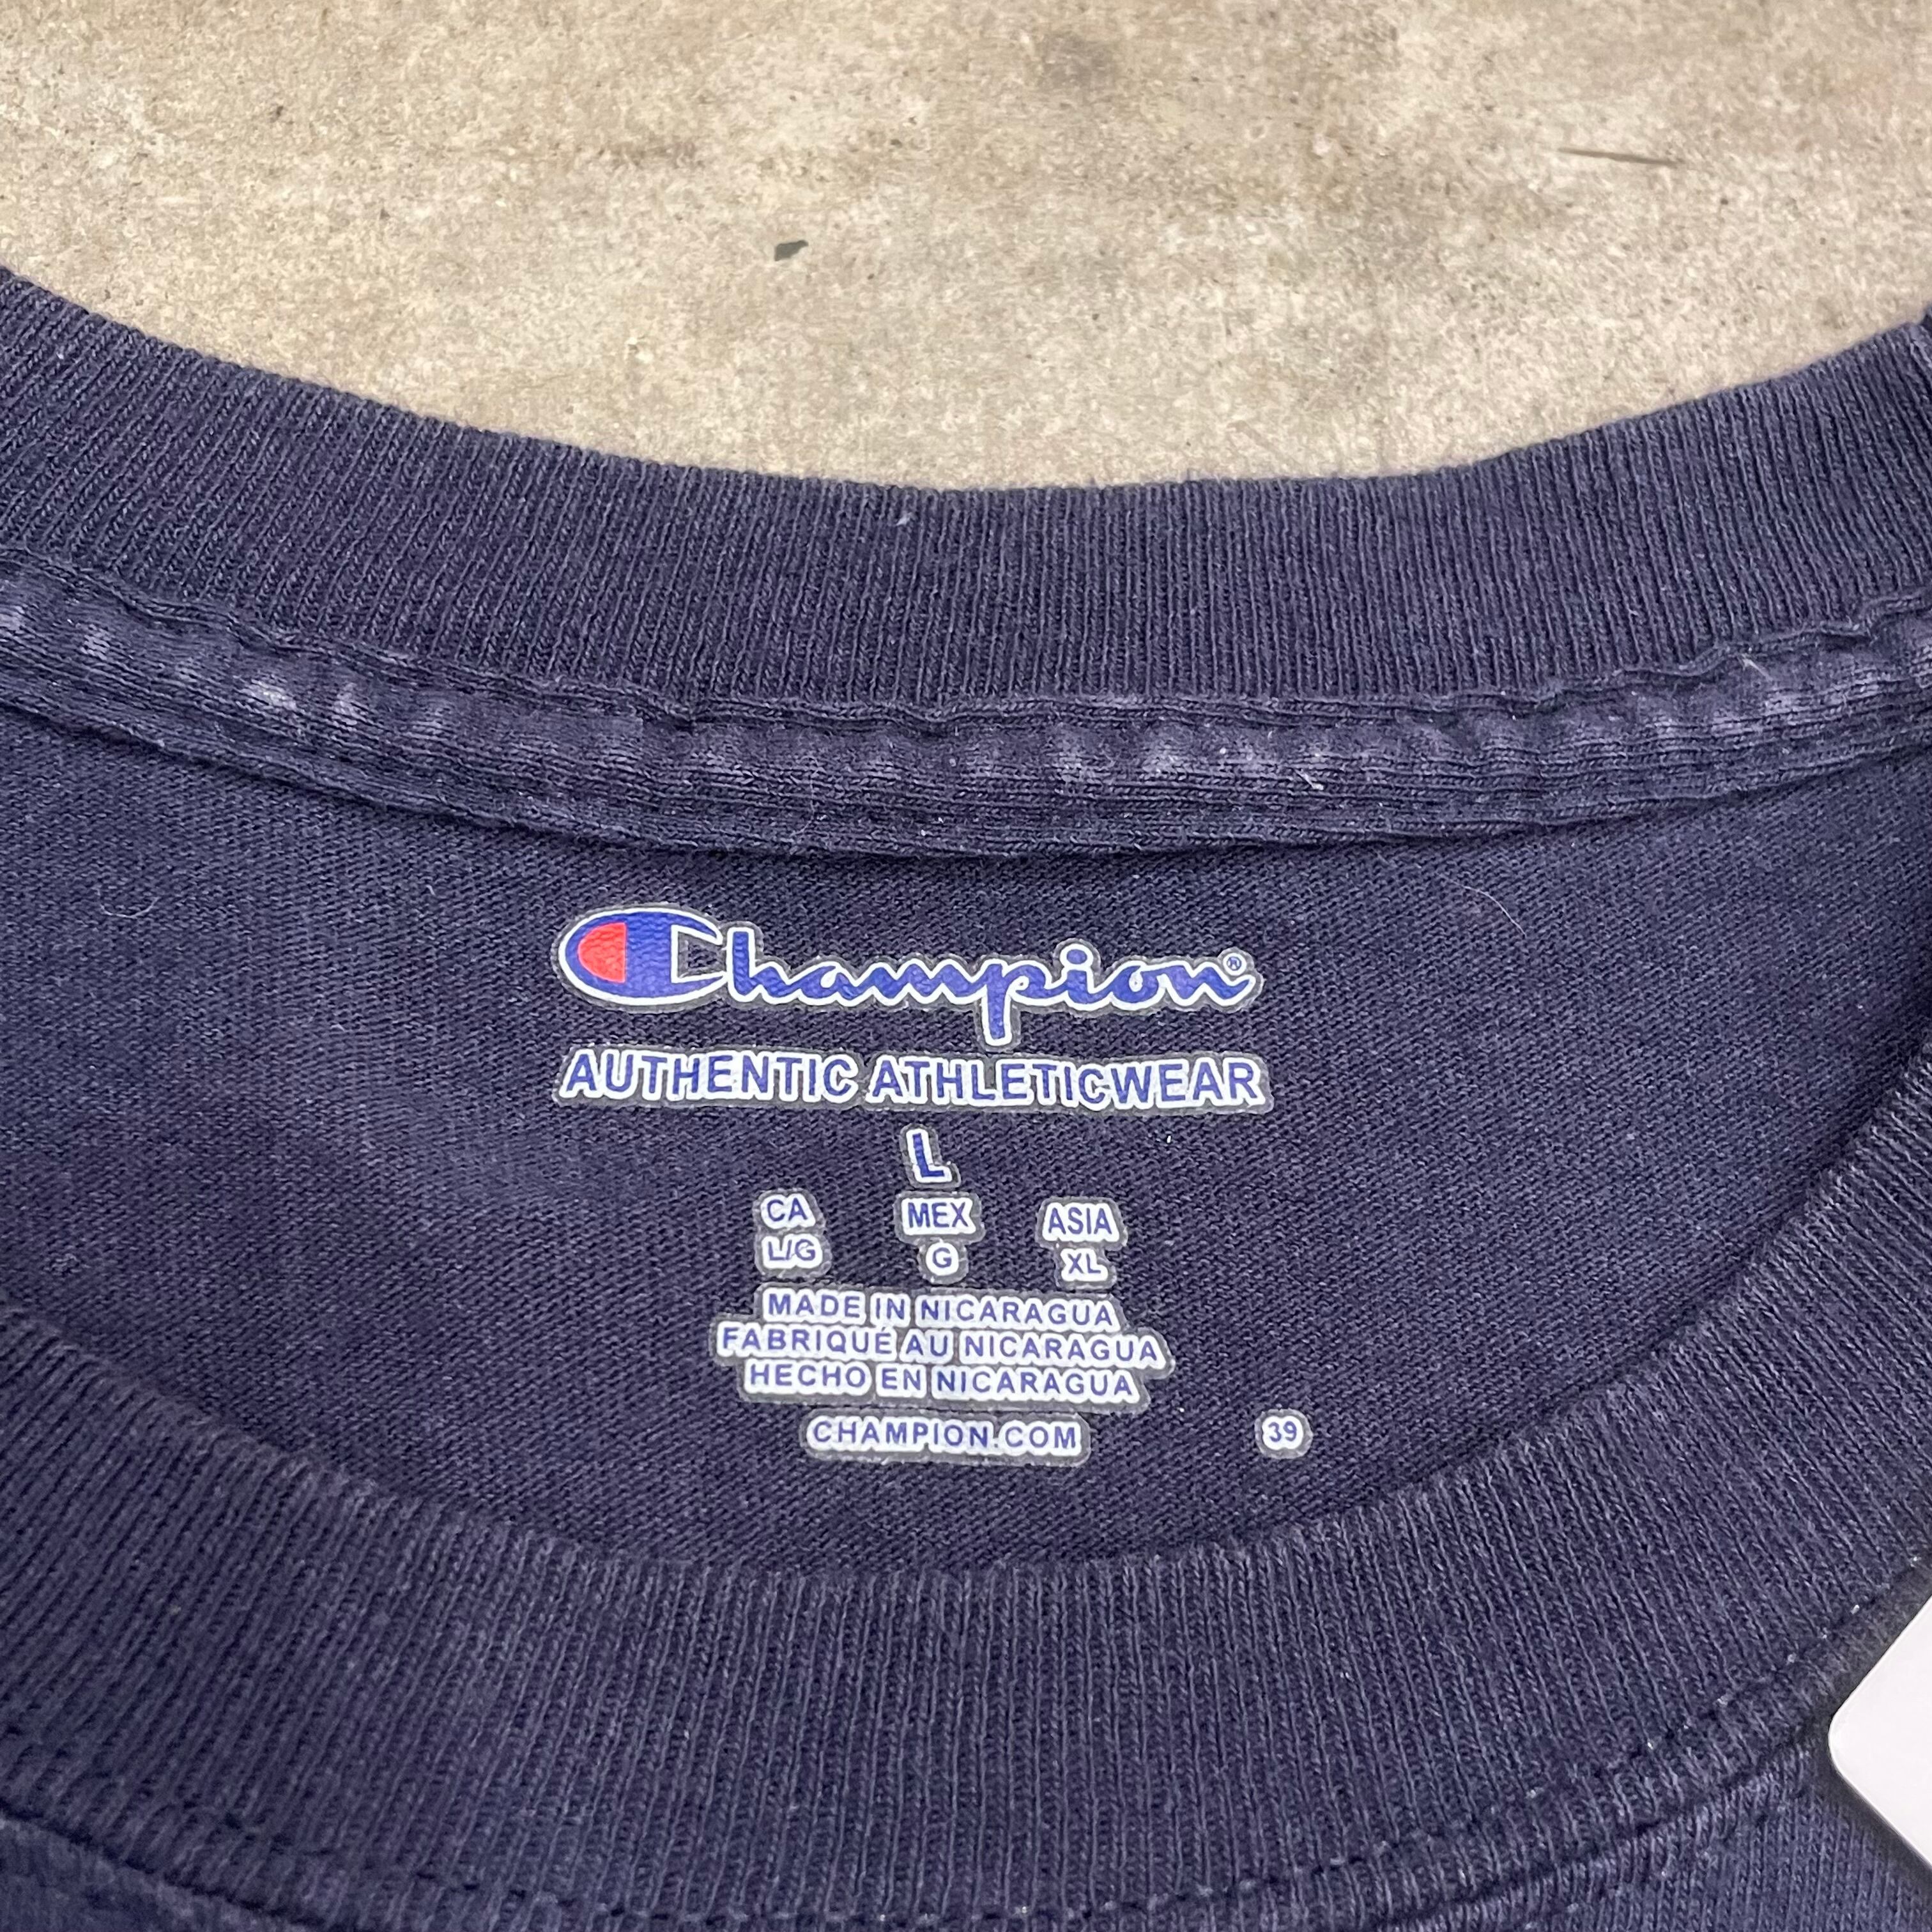 Champion®
AUTHENTIC ATHLETICWEAR
L
CA MEX ASIA
L/G G XL
MADE IN NICARAGUA
FABRIQUÉ AU NICARAGUA
HECHO EN NICARAGUA
CHAMPION.COM 39